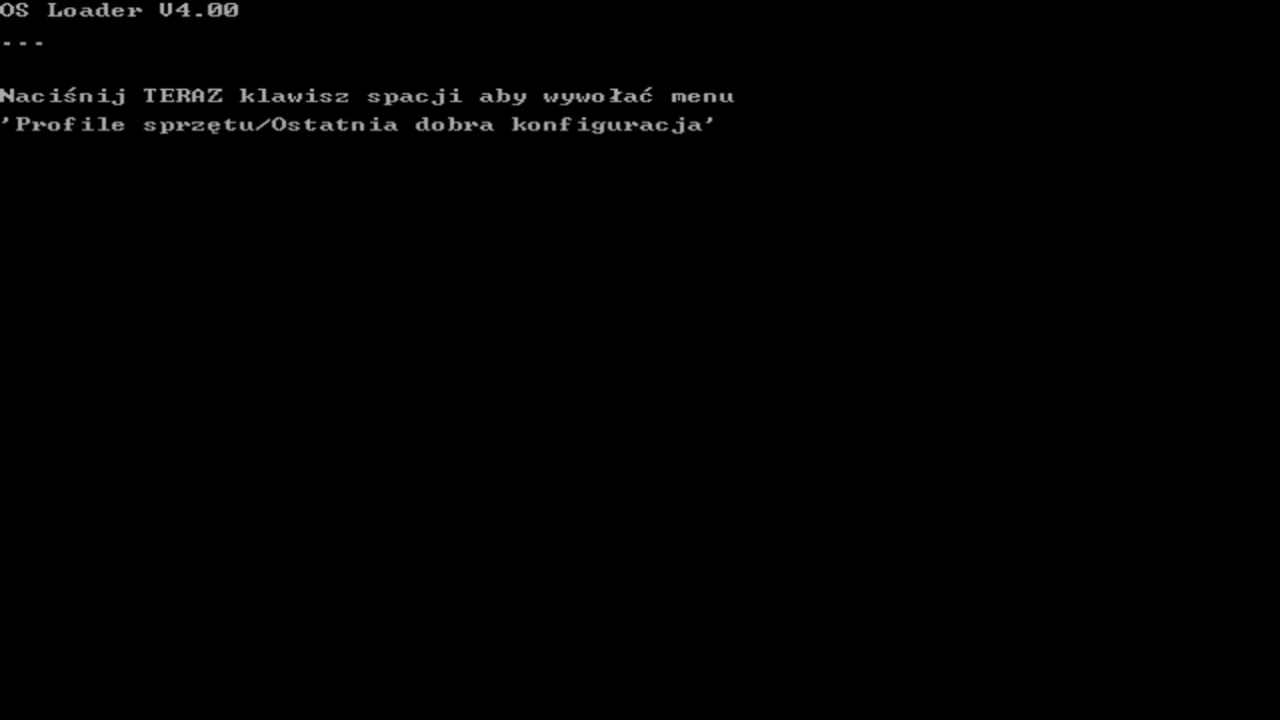 OS Loader V4.00
...
Naciśnij TERAZ klawisz spacji aby wywołać menu
'Profile sprzętu/Ostatnia dobra konfiguracja'